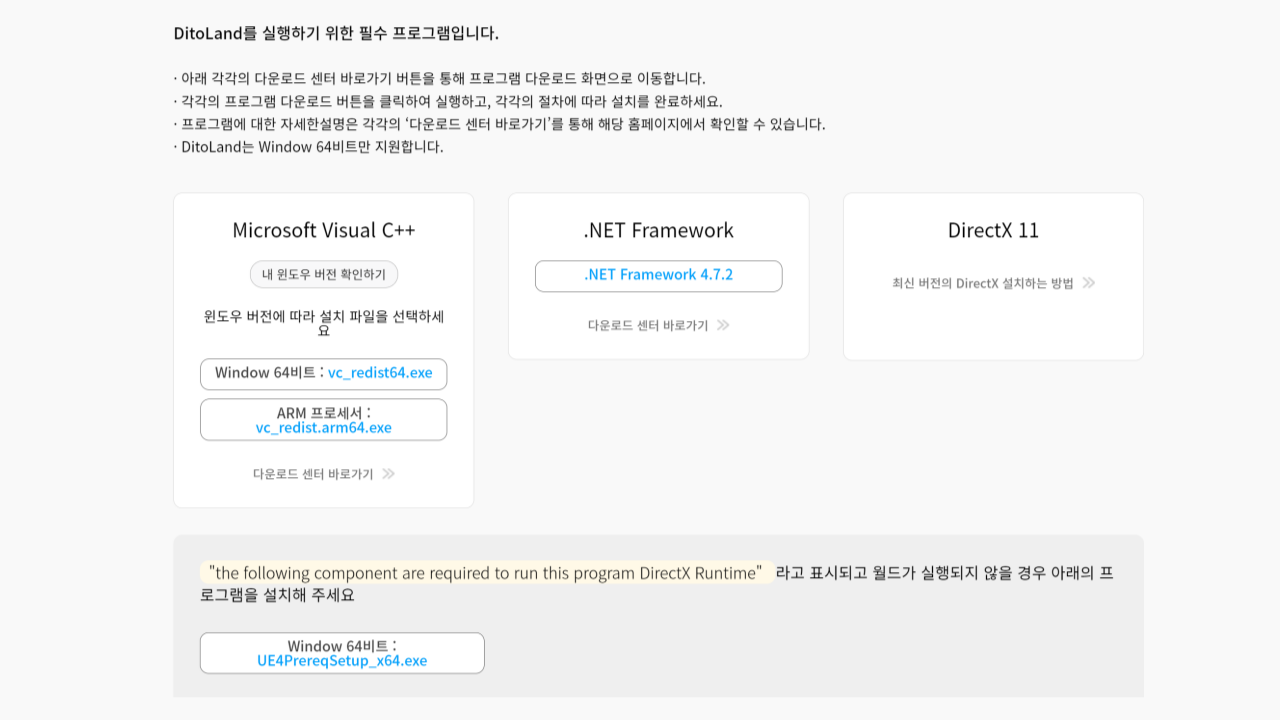 DitoLand를 실행하기 위한 필수 프로그램입니다.
· 아래 각각의 다운로드 센터 바로가기 버튼을 통해 프로그램 다운로드 화면으로 이동합니다.
· 각각의 프로그램 다운로드 버튼을 클릭하여 실행하고, 각각의 절차에 따라 설치를 완료하세요.
· 프로그램에 대한 자세한설명은 각각의 ‘다운로드 센터 바로가기’를 통해 해당 홈페이지에서 확인할 수 있습니다.
· DitoLand는 Window 64비트만 지원합니다.
Microsoft Visual C++
내 윈도우 버전 확인하기
윈도우 버전에 따라 설치 파일을 선택하세
요
Window 64비트 : vc_redist64.exe
ARM 프로세서 :
vc_redist.arm64.exe
다운로드 센터 바로가기
.NET Framework
.NET Framework 4.7.2
다운로드 센터 바로가기
DirectX 11
최신 버전의 DirectX 설치하는 방법
"the following component are required to run this program DirectX Runtime" 라고 표시되고 월드가 실행되지 않을 경우 아래의 프
로그램을 설치해 주세요
Window 64비트 :
UE4PrereqSetup_x64.exe